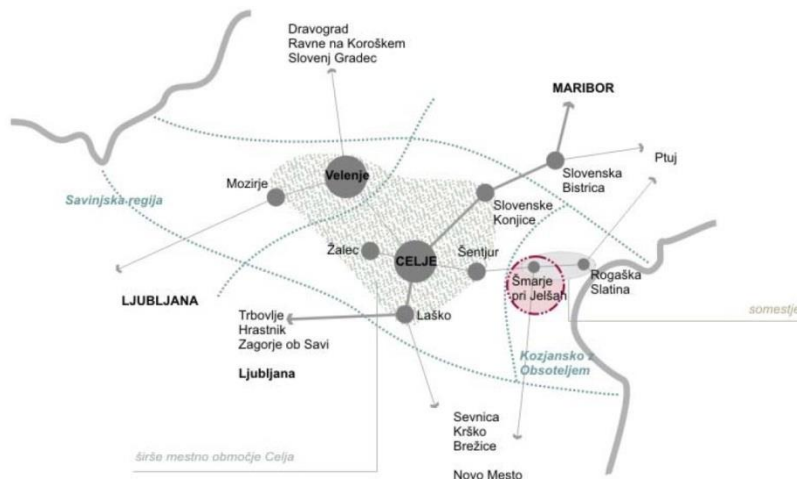 Dravograd
Ravne na Koroškem
Slovenj Gradec
MARIBOR
Ptuj
Slovenska
Bistrica
Velenje
Mozirje
Savinjska regija
Slovenske
Konjice
Žalec
CELJE
Šentjur
Šmarje
pri Jelšah
Rogaška
Slatina
LJUBLJANA
Trbovlje
Hrastnik
Zagorje ob Savi
Laško
somestje
Ljubljana
Kozjansko z
Obsoteljem
Sevnica
Krško
Brežice
širše mestno območje Celja
Novo Mesto